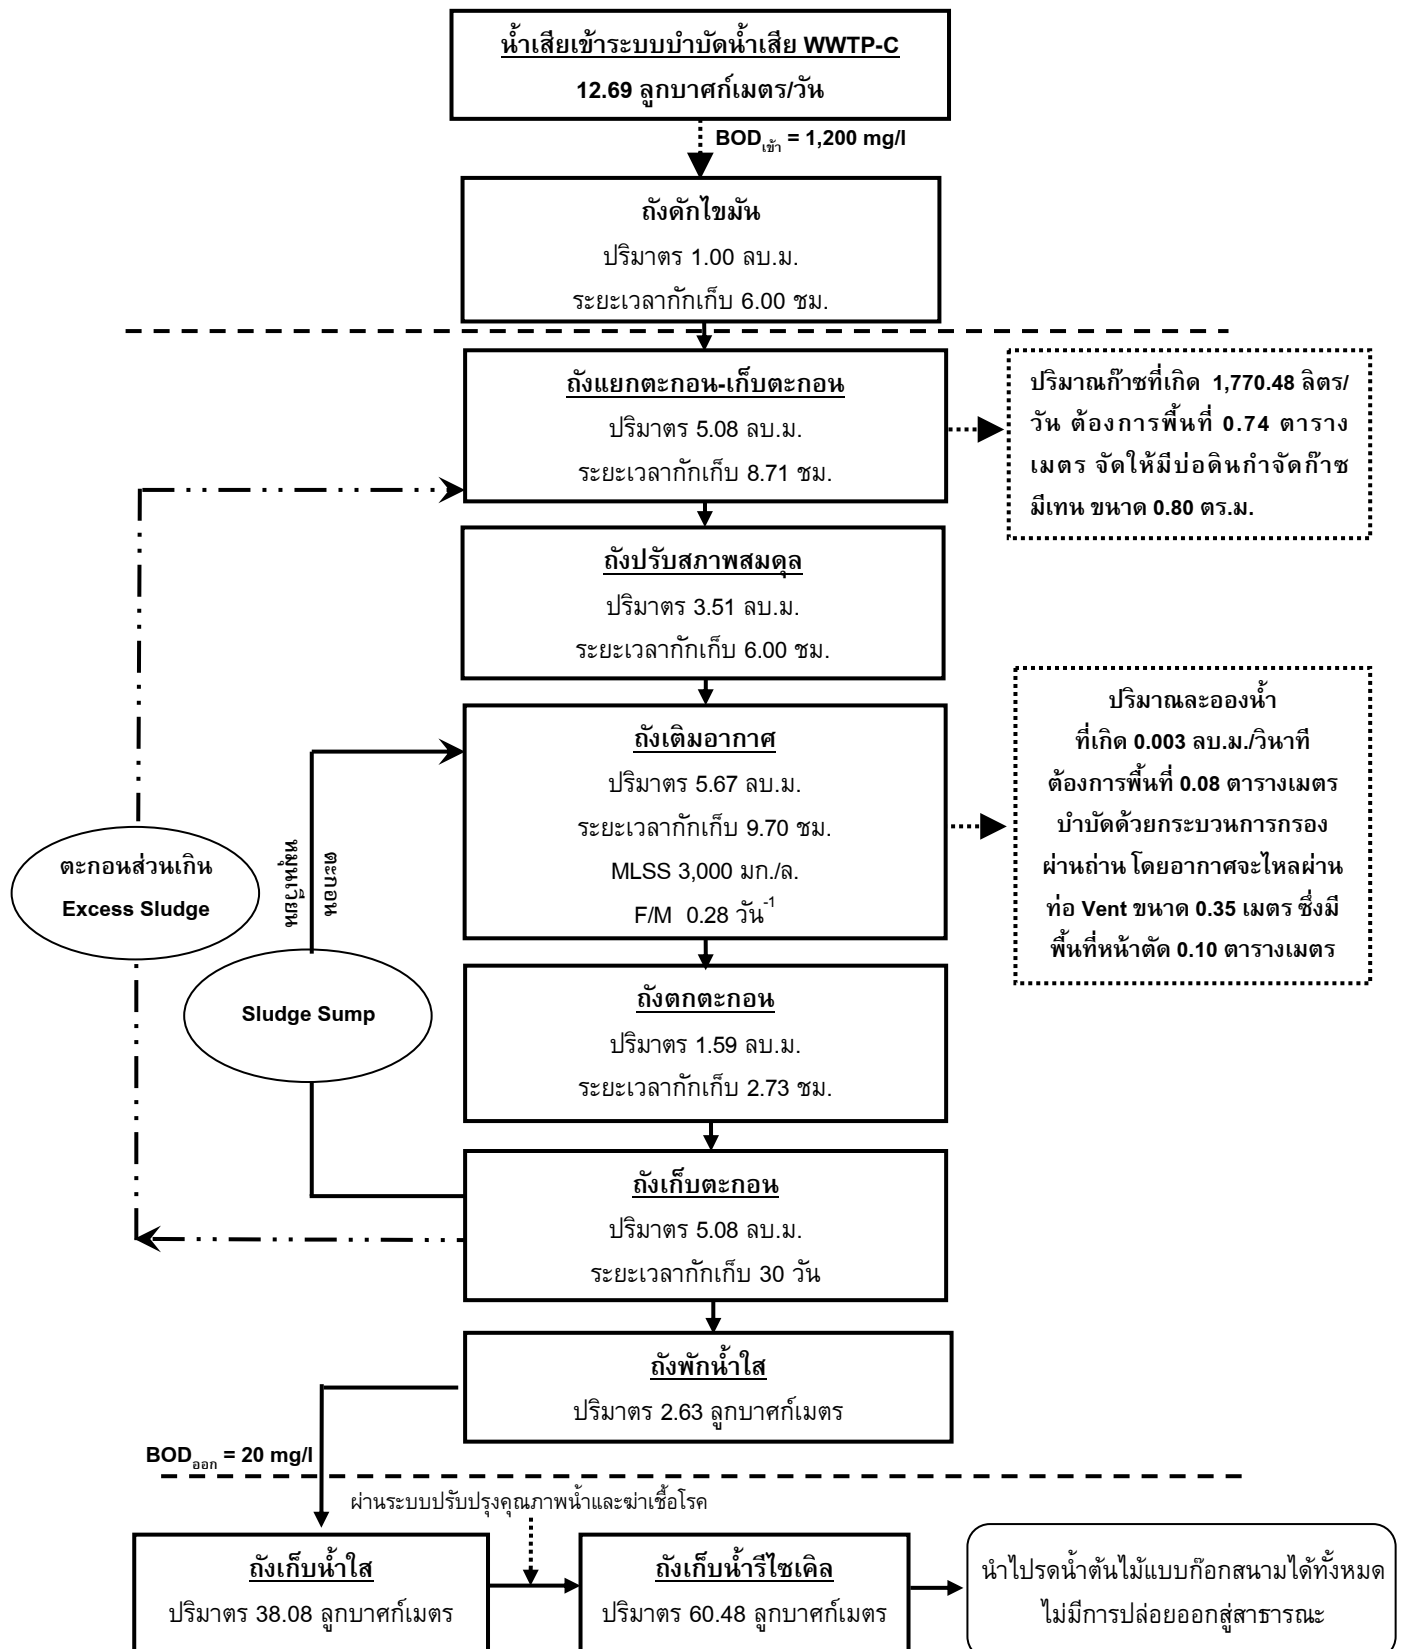 น้ำเสียเข้าระบบบำบัดน้ำเสีย WWTP-C
12.69 ลูกบาศก์เมตร/วัน
BODเข้า = 1,200 mg/l
ถังดักไขมัน
ปริมาตร 1.00 ลบ.ม.
ระยะเวลากักเก็บ 6.00 ชม.
ถังแยกตะกอน-เก็บตะกอน
ปริมาตร 5.08 ลบ.ม.
ระยะเวลากักเก็บ 8.71 ชม.
ปริมาณก๊าซที่เกิด 1,770.48 ลิตร/
วัน ต้องการพื้นที่ 0.74 ตาราง
เมตร จัดให้มีบ่อดินกำจัดก๊าซ
มีเทน ขนาด 0.80 ตร.ม.
ถังปรับสภาพสมดุล
ปริมาตร 3.51 ลบ.ม.
ระยะเวลากักเก็บ 6.00 ชม.
ถังเติมอากาศ
ปริมาตร 5.67 ลบ.ม.
ระยะเวลากักเก็บ 9.70 ชม.
MLSS 3,000 มก./ล.
F/M 0.28 วัน-1
ปริมาณละอองน้ำ
ที่เกิด 0.003 ลบ.ม./วินาที
ต้องการพื้นที่ 0.08 ตารางเมตร
บำบัดด้วยกระบวนการกรอง
ผ่านถ่าน โดยอากาศจะไหลผ่าน
ท่อ Vent ขนาด 0.35 เมตร ซึ่งมี
พื้นที่หน้าตัด 0.10 ตารางเมตร
ตะกอนส่วนเกิน
Excess Sludge
ตะกอน
หมุนเวียน
Sludge Sump
ถังตกตะกอน
ปริมาตร 1.59 ลบ.ม.
ระยะเวลากักเก็บ 2.73 ชม.
ถังเก็บตะกอน
ปริมาตร 5.08 ลบ.ม.
ระยะเวลากักเก็บ 30 วัน
ถังพักน้ำใส
ปริมาตร 2.63 ลูกบาศก์เมตร
BODออก = 20 mg/l
ผ่านระบบปรับปรุงคุณภาพน้ำและฆ่าเชื้อโรค
ถังเก็บน้ำใส
ปริมาตร 38.08 ลูกบาศก์เมตร
ถังเก็บน้ำรีไซเคิล
ปริมาตร 60.48 ลูกบาศก์เมตร
นำไปรดน้ำต้นไม้แบบก๊อกสนามได้ทั้งหมด
ไม่มีการปล่อยออกสู่สาธารณะ